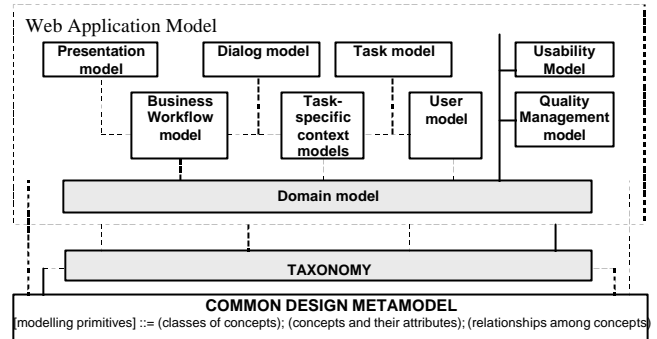 Web Application Model
Presentation
model
Dialog model
Task model
Usability
Model
Business
Workflow
model
Task-
specific
context
models
User
model
Quality
Management
model
Domain model
TAXONOMY
COMMON DESIGN METAMODEL
[modelling primitives] ::= (classes of concepts); (concepts and their attributes); (relationships among concepts)